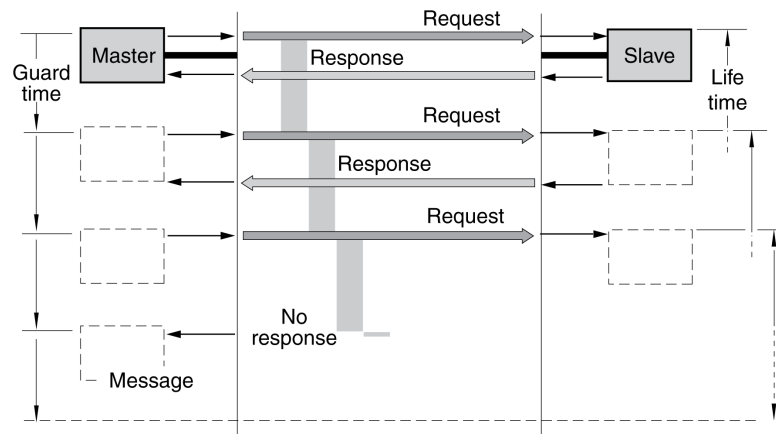 Request
Master
Slave
Response
Guard
time
Life
time
Request
Response
Request
No
response
Message